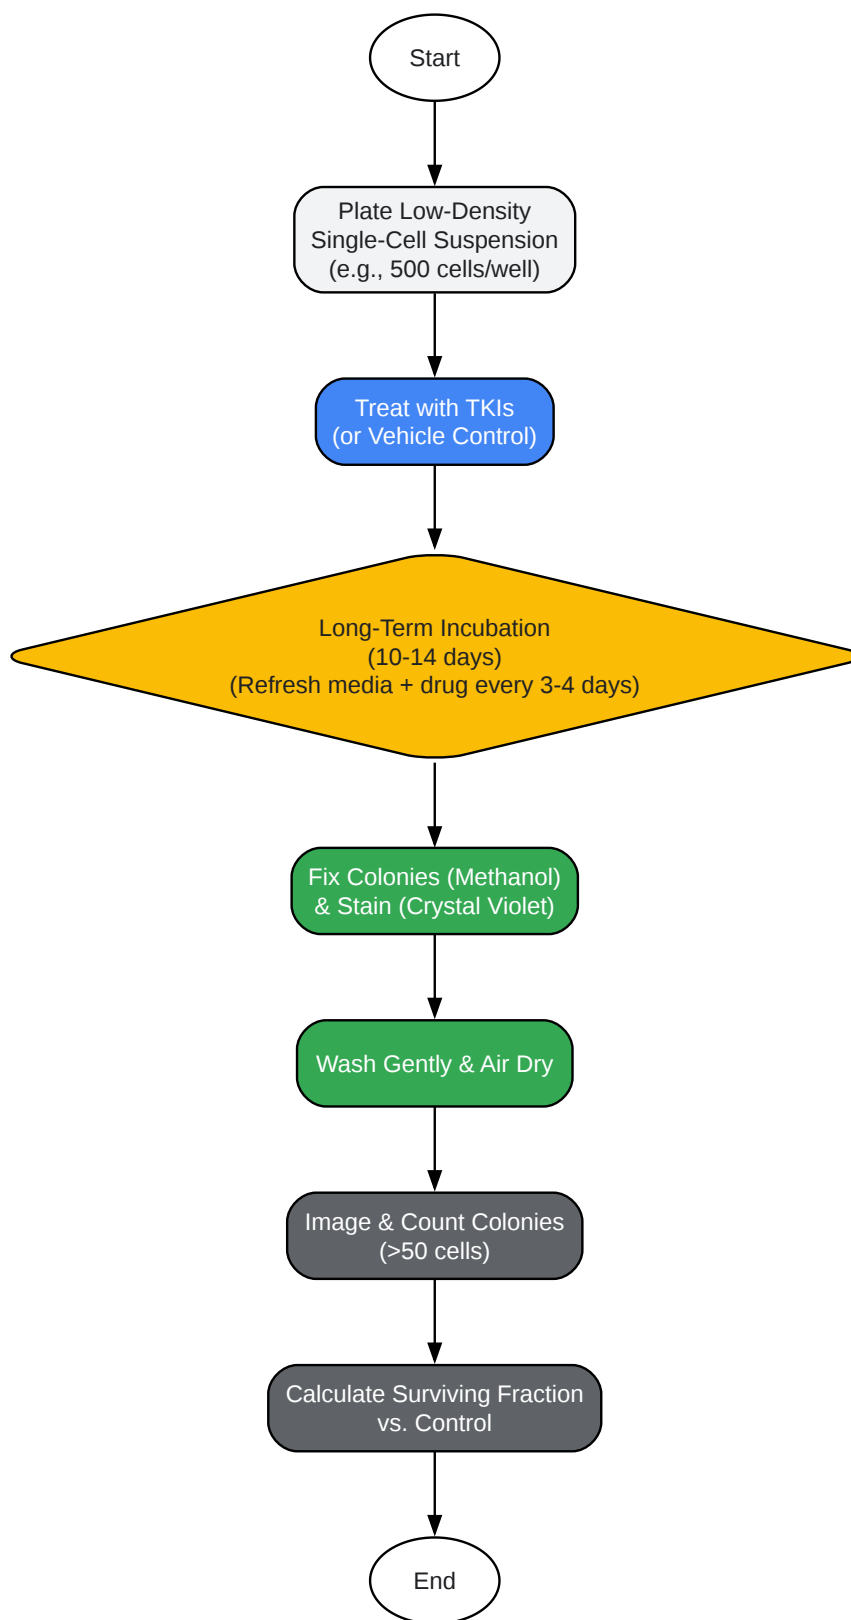 Start
Plate Low-Density
Single-Cell Suspension
(e.g., 500 cells/well)
Treat with TKIs
(or Vehicle Control)
Long-Term Incubation
(10-14 days)
(Refresh media + drug every 3-4 days)
Fix Colonies (Methanol)
& Stain (Crystal Violet)
Wash Gently & Air Dry
Image & Count Colonies
(>50 cells)
Calculate Surviving Fraction
vs. Control
End